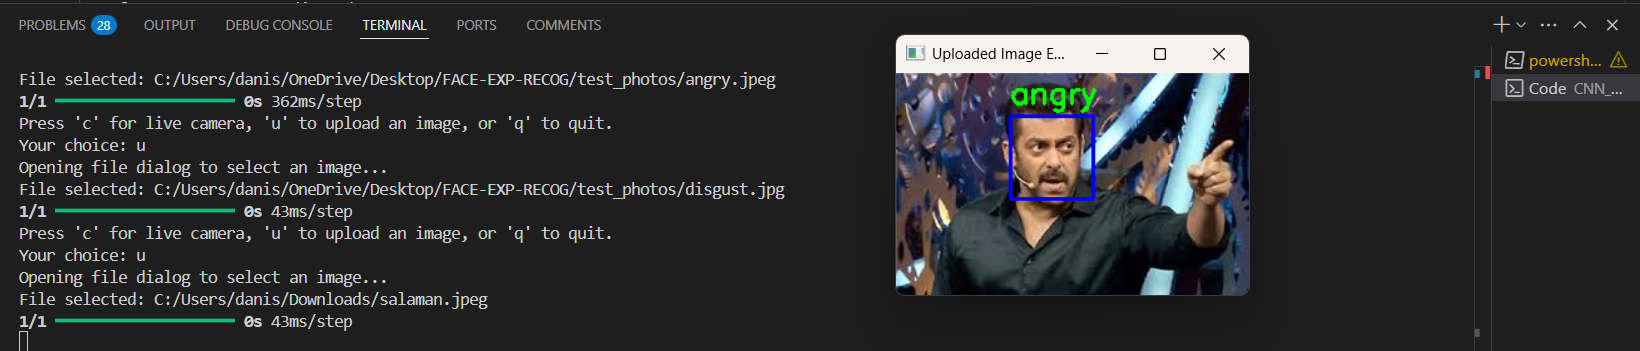 PROBLEMS 28 OUTPUT DEBUG CONSOLE TERMINAL PORTS COMMENTS
File selected: C:/Users/danis/OneDrive/Desktop/FACE-EXP-RECOG/test_photos/angry.jpeg
1/1 0s 362ms/step
Press 'c' for live camera, 'u' to upload an image, or 'q' to quit.
Your choice: u
Opening file dialog to select an image...
File selected: C:/Users/danis/OneDrive/Desktop/FACE-EXP-RECOG/test_photos/disgust.jpg
1/1 0s 43ms/step
Press 'c' for live camera, 'u' to upload an image, or 'q' to quit.
Your choice: u
Opening file dialog to select an image...
File selected: C:/Users/danis/Downloads/salaman.jpeg
1/1 0s 43ms/step
Uploaded Image E...
angry
powersh...
Code CNN_...